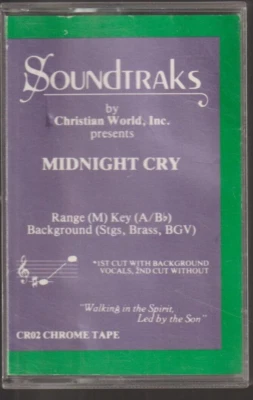 Soundtraks
by
Christian World, Inc.
presents
MIDNIGHT CRY
Range (M) Key (A/B♭)
Background (Stgs, Brass, BGV)
*1ST CUT WITH BACKGROUND
VOCALS, 2ND CUT WITHOUT
"Walking in the Spirit,
Led by the Son"
CR02 CHROME TAPE